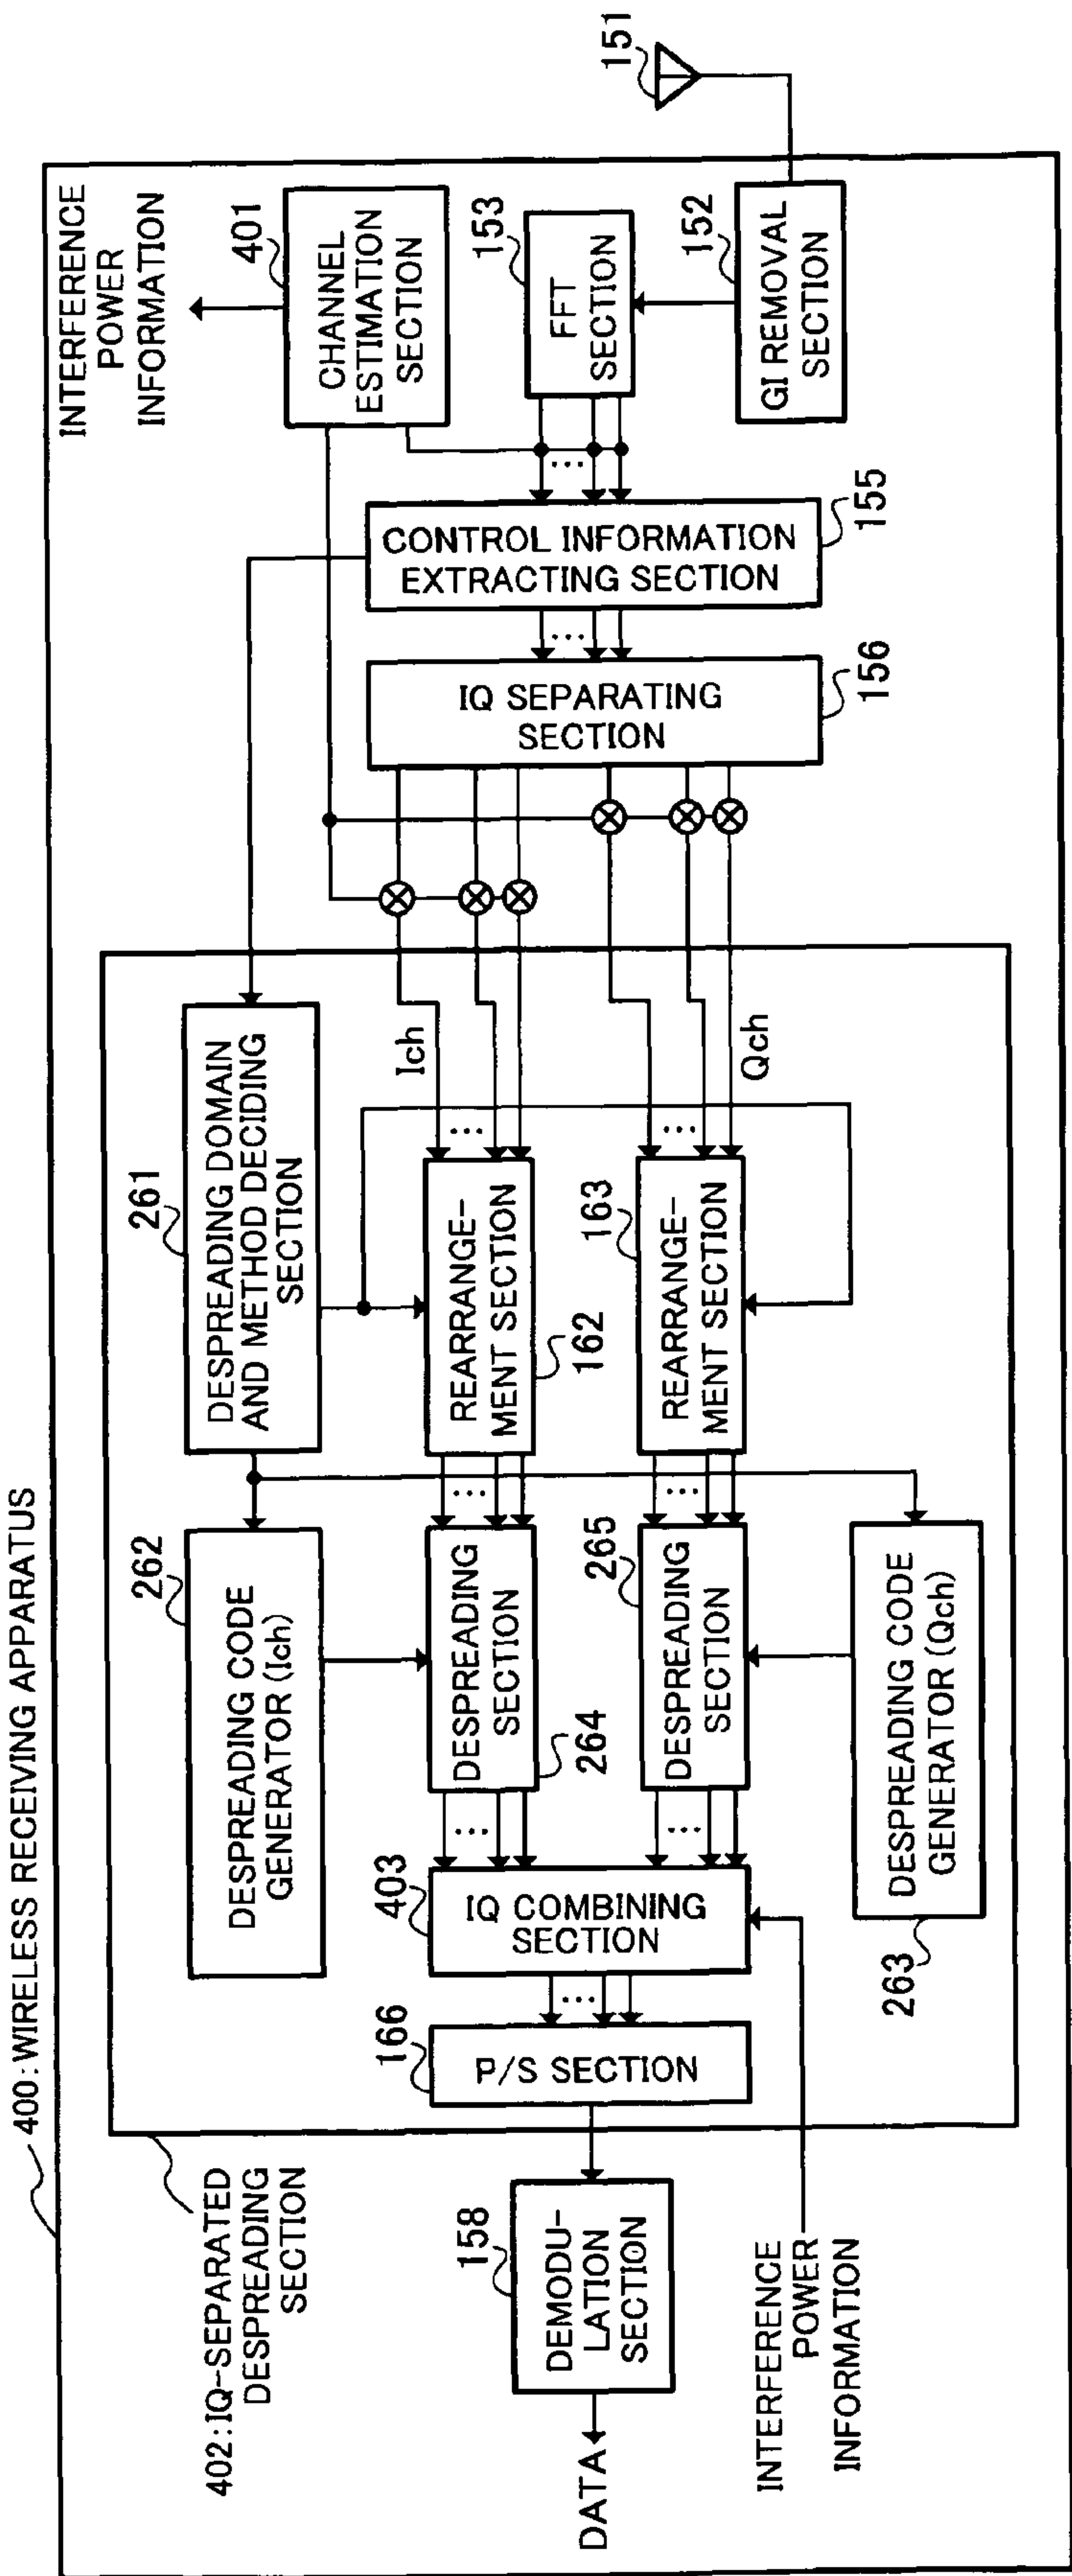 400:WIRELESS RECEIVING APPARATUS
402:IQ-SEPARATED
DESPREADING
SECTION
262
DESPREADING CODE
GENERATOR (Ich)
261
DESPREADING DOMAIN
AND METHOD DECIDING
SECTION
INTERFERENCE
POWER
INFORMATION
401
CHANNEL
ESTIMATION
SECTION
158
DEMODU-
LATION
SECTION
DATA
166
P/S SECTION
403
IQ COMBINING
SECTION
DESPREADING
SECTION
264
REARRANGE-
MENT SECTION
162
Ich
265
DESPREADING
SECTION
163
REARRANGE-
MENT SECTION
Qch
IQ SEPARATING
SECTION
156
CONTROL INFORMATION
EXTRACTING SECTION
155
153
FFT
SECTION
152
GI REMOVAL
SECTION
151
INTERFERENCE
POWER
INFORMATION
263
DESPREADING CODE
GENERATOR (Qch)